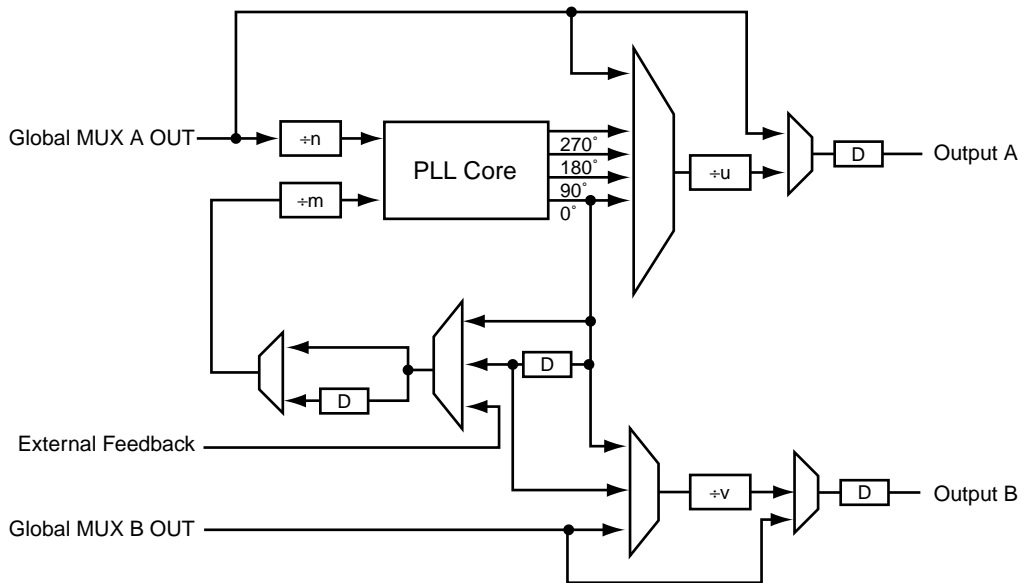 Global MUX A OUT
÷n
PLL Core
270˚
180˚
90˚
0˚
÷u
D
Output A
÷m
D
D
External Feedback
÷v
D
Output B
Global MUX B OUT